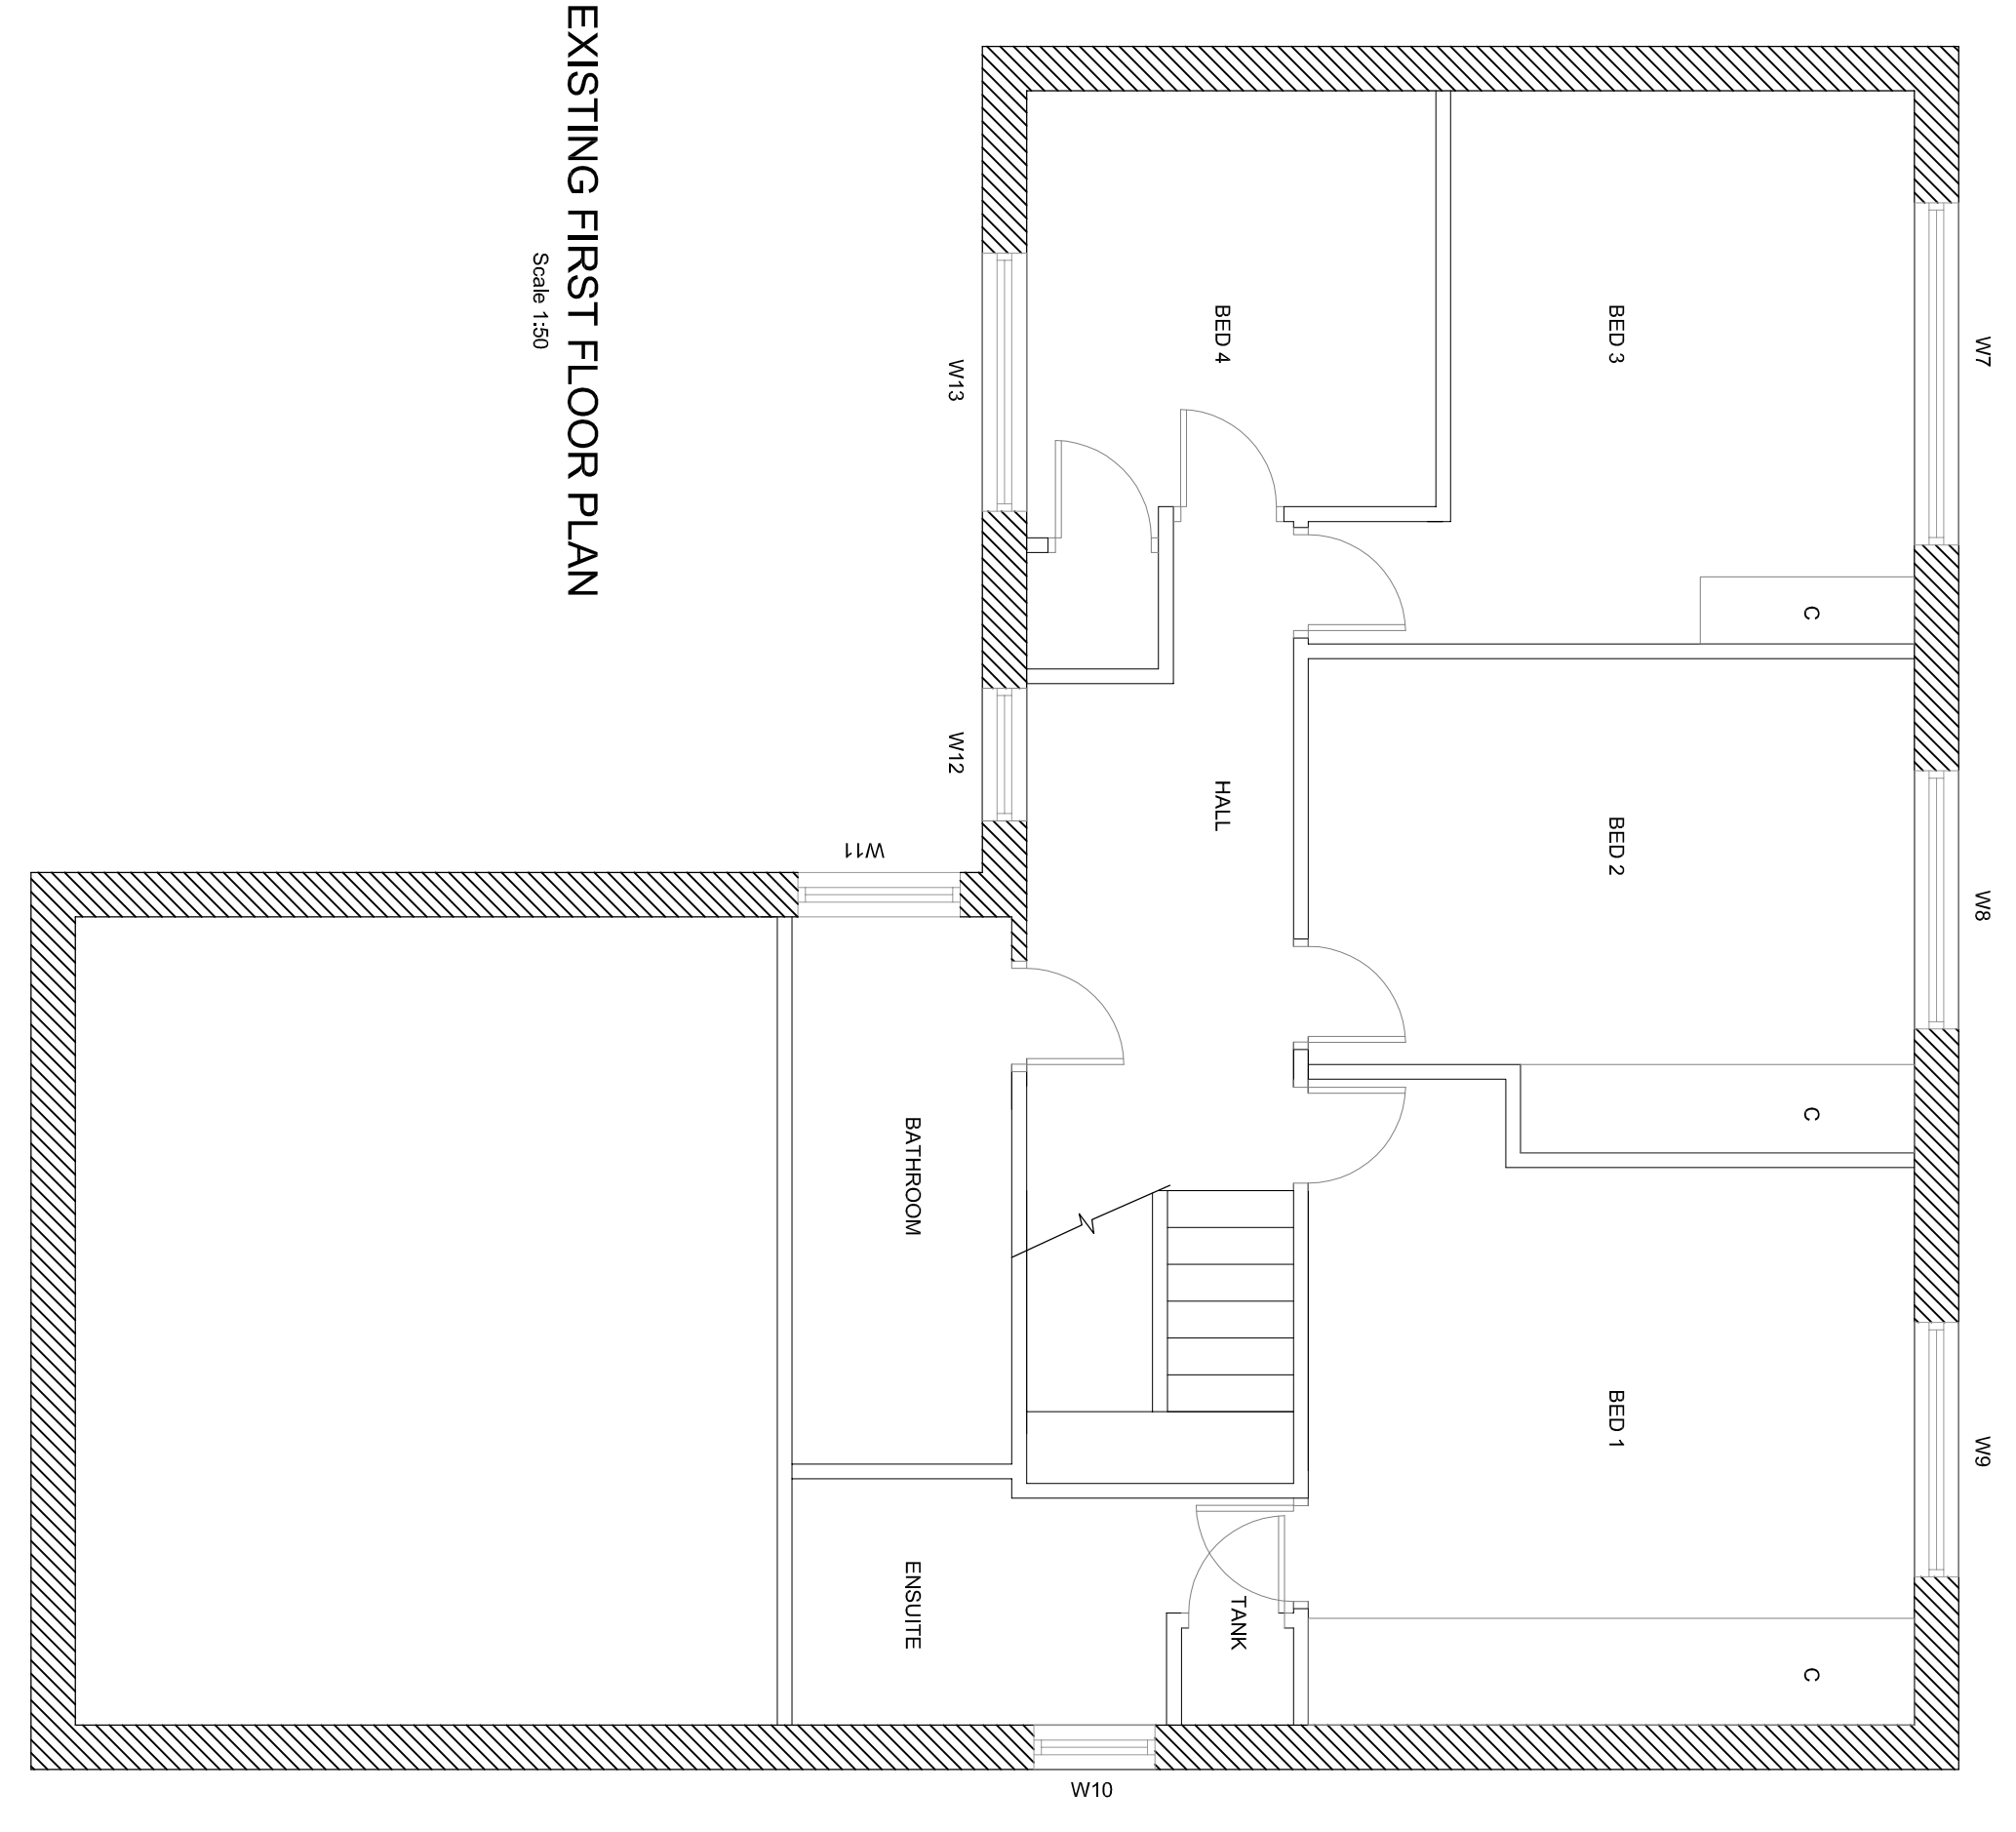 EXISTING FIRST FLOOR PLAN
Scale 1:50
W7
W8
W9
BED 3
C
BED 2
C
BED 1
C
BED 4
HALL
TANK
W13
W12
W11
BATHROOM
ENSUITE
W10